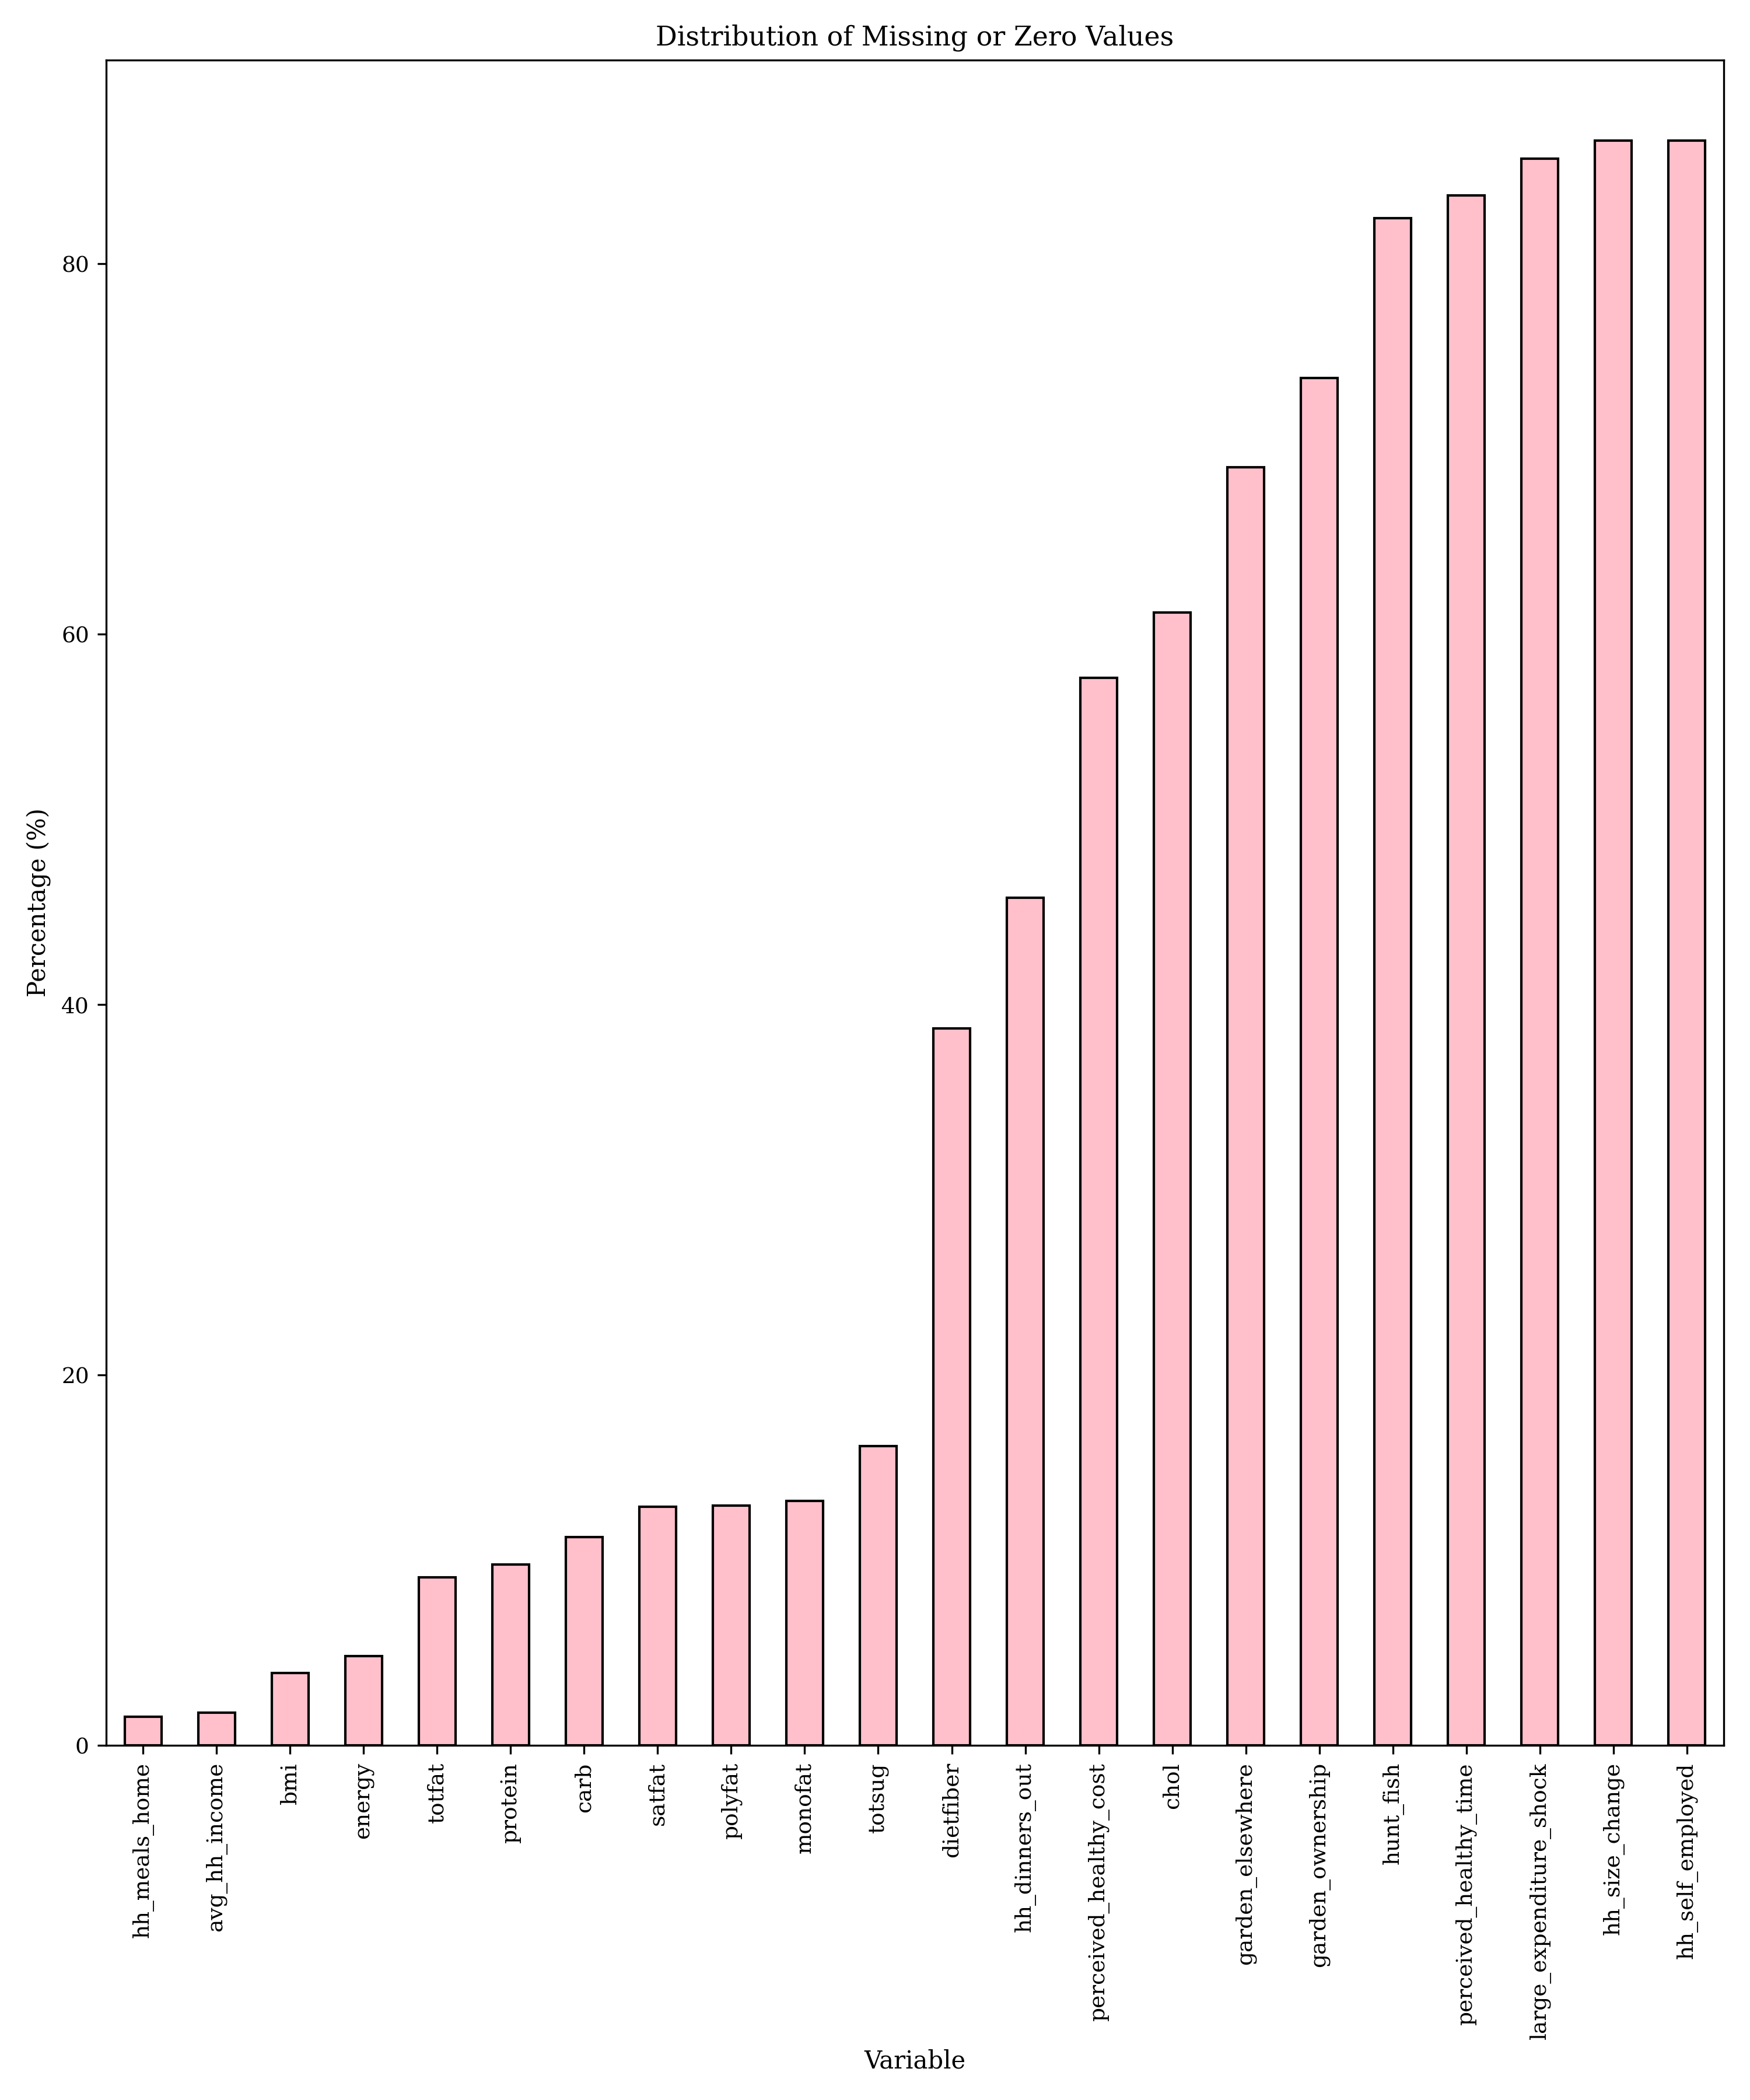 Distribution of Missing or Zero Values
Percentage (%)
80
60
40
20
0
hh_meals_home
avg_hh_income
bmi
energy
totfat
protein
carb
satfat
polyfat
monofat
totsug
dietfiber
hh_dinners_out
perceived_healthy_cost
chol
garden_elsewhere
garden_ownership
hunt_fish
perceived_healthy_time
large_expenditure_shock
hh_size_change
hh_self_employed
Variable